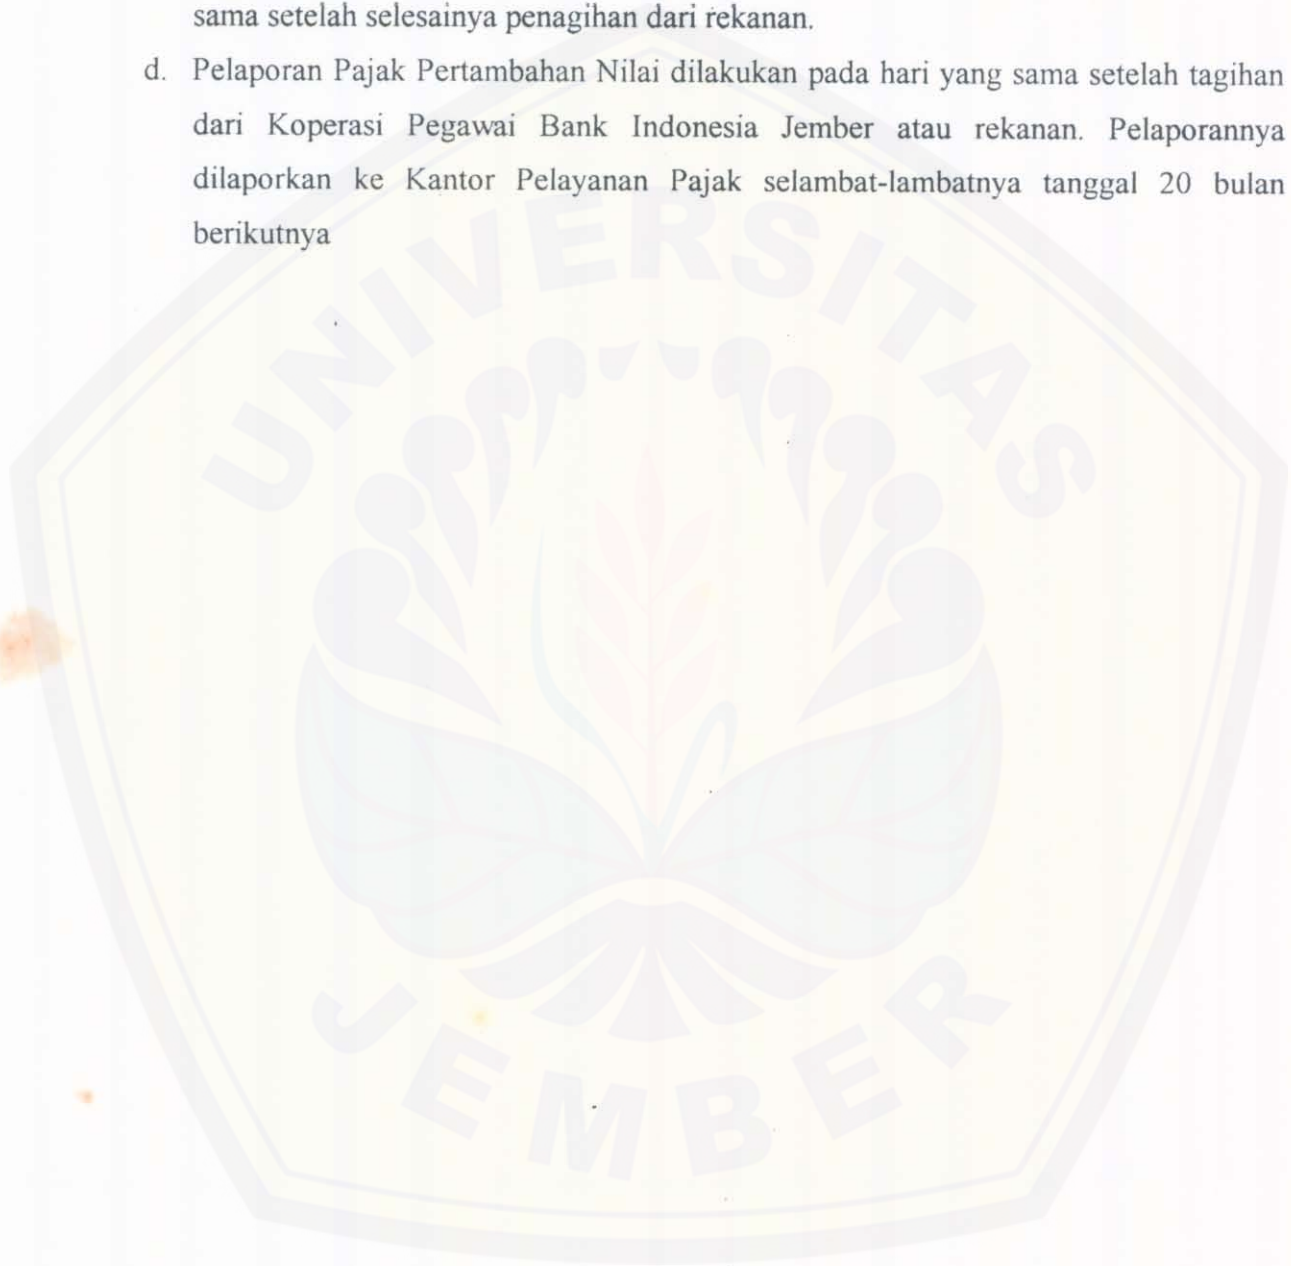 sama setelah selesainya penagihan dari rekanan.
d. Pelaporan Pajak Pertambahan Nilai dilakukan pada hari yang sama setelah tagihan
dari Koperasi Pegawai Bank Indonesia Jember atau rekanan. Pelaporannya
dilaporkan ke Kantor Pelayanan Pajak selambat-lambatnya tanggal 20 bulan
berikutnya
UNIVERSITAS
JEMBER